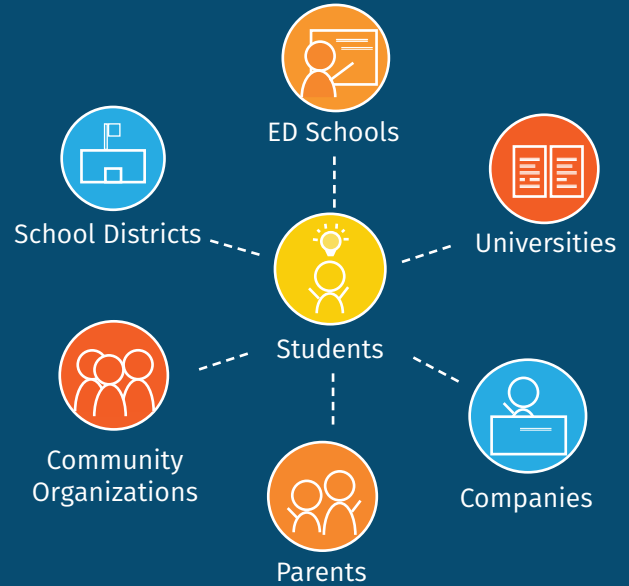 ED Schools
School Districts
Universities
Students
Community
Organizations
Companies
Parents